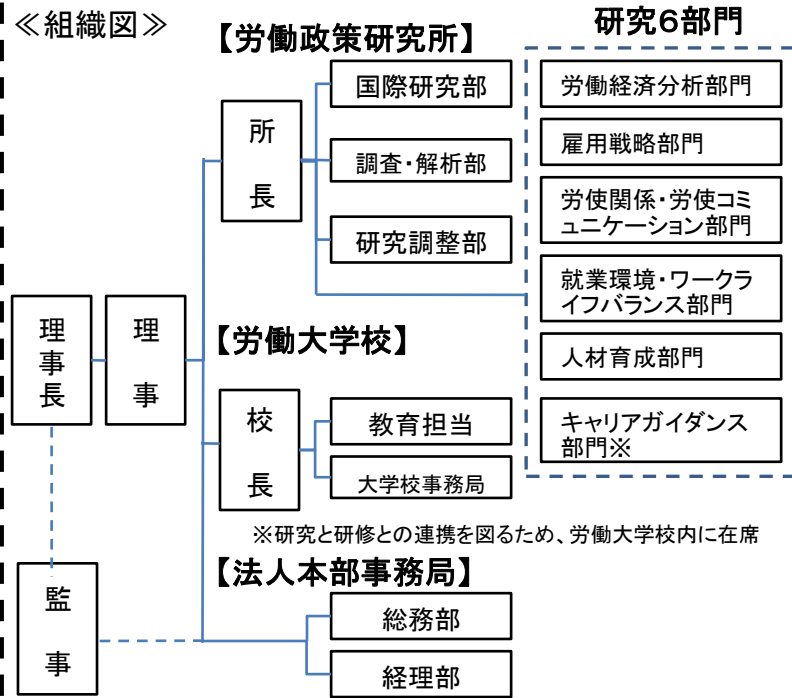 ≪組織図≫
【労働政策研究所】
研究6部門
所長
国際研究部
調査・解析部
研究調整部
労働経済分析部門
雇用戦略部門
労使関係・労使コミ
ュニケーション部門
就業環境・ワークラ
イフバランス部門
人材育成部門
キャリアガイダンス
部門※
理事長
理事
【労働大学校】
校長
教育担当
大学校事務局
※研究と研修との連携を図るため、労働大学校内に在席
【法人本部事務局】
監事
総務部
経理部